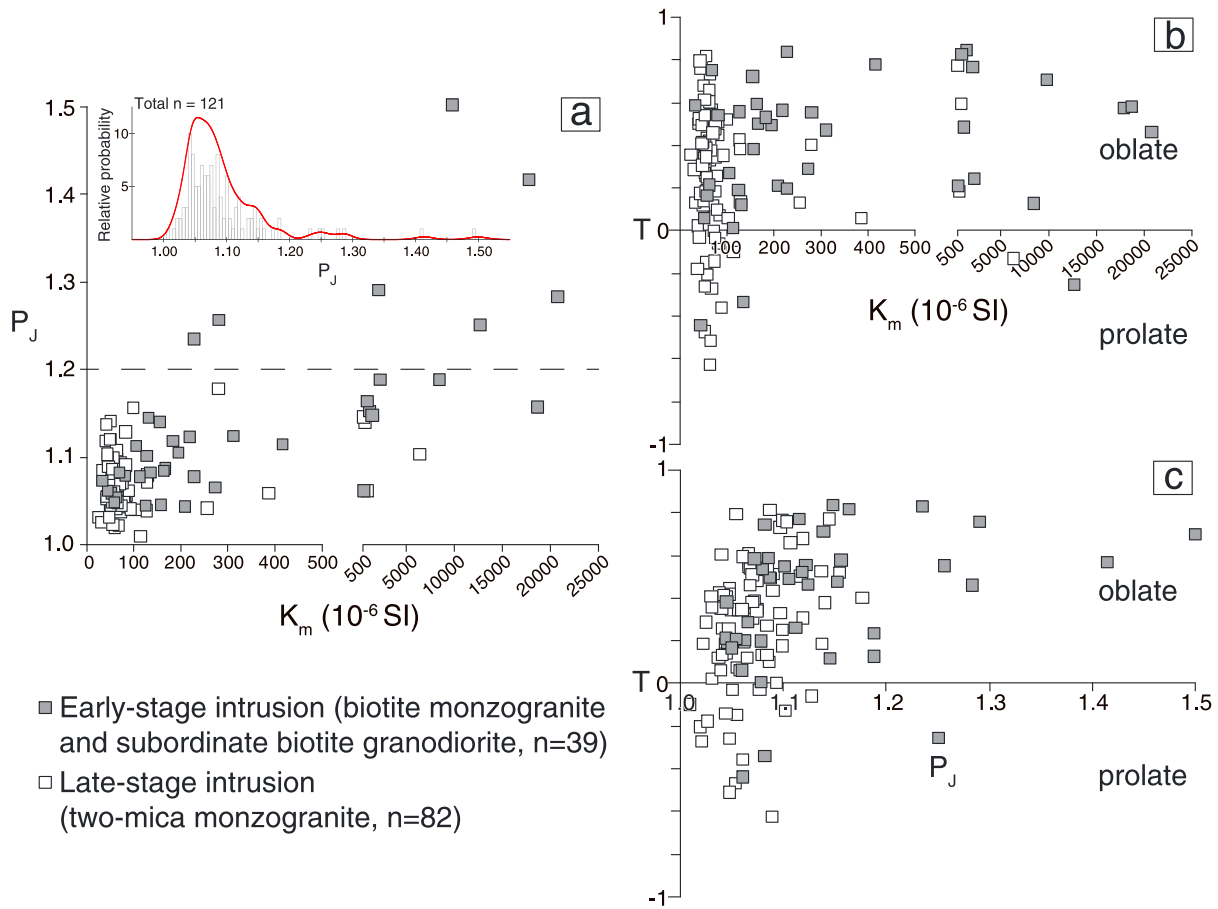 a
Total n = 121
Relative probability
10
5
1.00
1.10
1.20
1.30
1.40
1.50
P_J
1.5
1.4
1.3
P_J
1.2
1.1
1.0
0
100
200
300
400
500
500
5000
10000
15000
20000
25000
K_m (10⁻⁶ SI)
Early-stage intrusion (biotite monzogranite
and subordinate biotite granodiorite, n=39)
Late-stage intrusion
(two-mica monzogranite, n=82)
b
1
oblate
T
0
100
200
300
400
500
500
5000
10000
15000
20000
25000
K_m (10⁻⁶ SI)
prolate
-1
c
1
oblate
T
0
1.0
1.1
1.2
1.3
1.4
1.5
P_J
prolate
-1